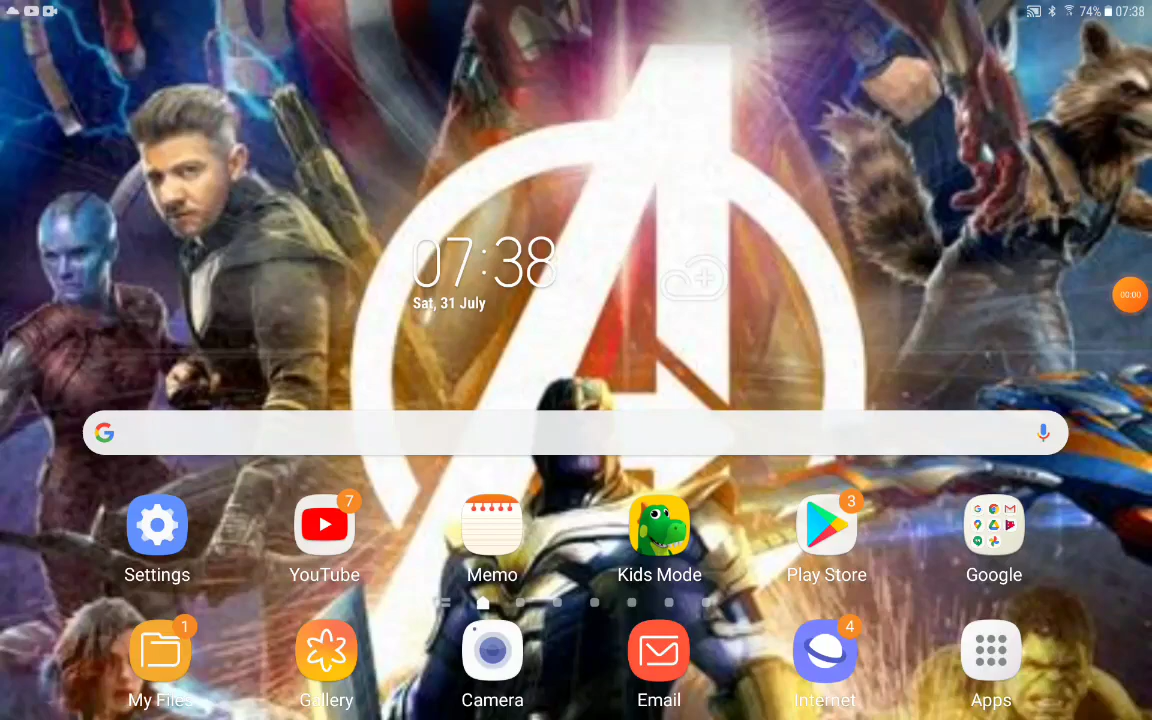 74% 07:38
07:38
Sat, 31 July
00:00
7
3
Settings
YouTube
Memo
Kids Mode
Play Store
Google
1
4
My Files
Gallery
Camera
Email
Internet
Apps